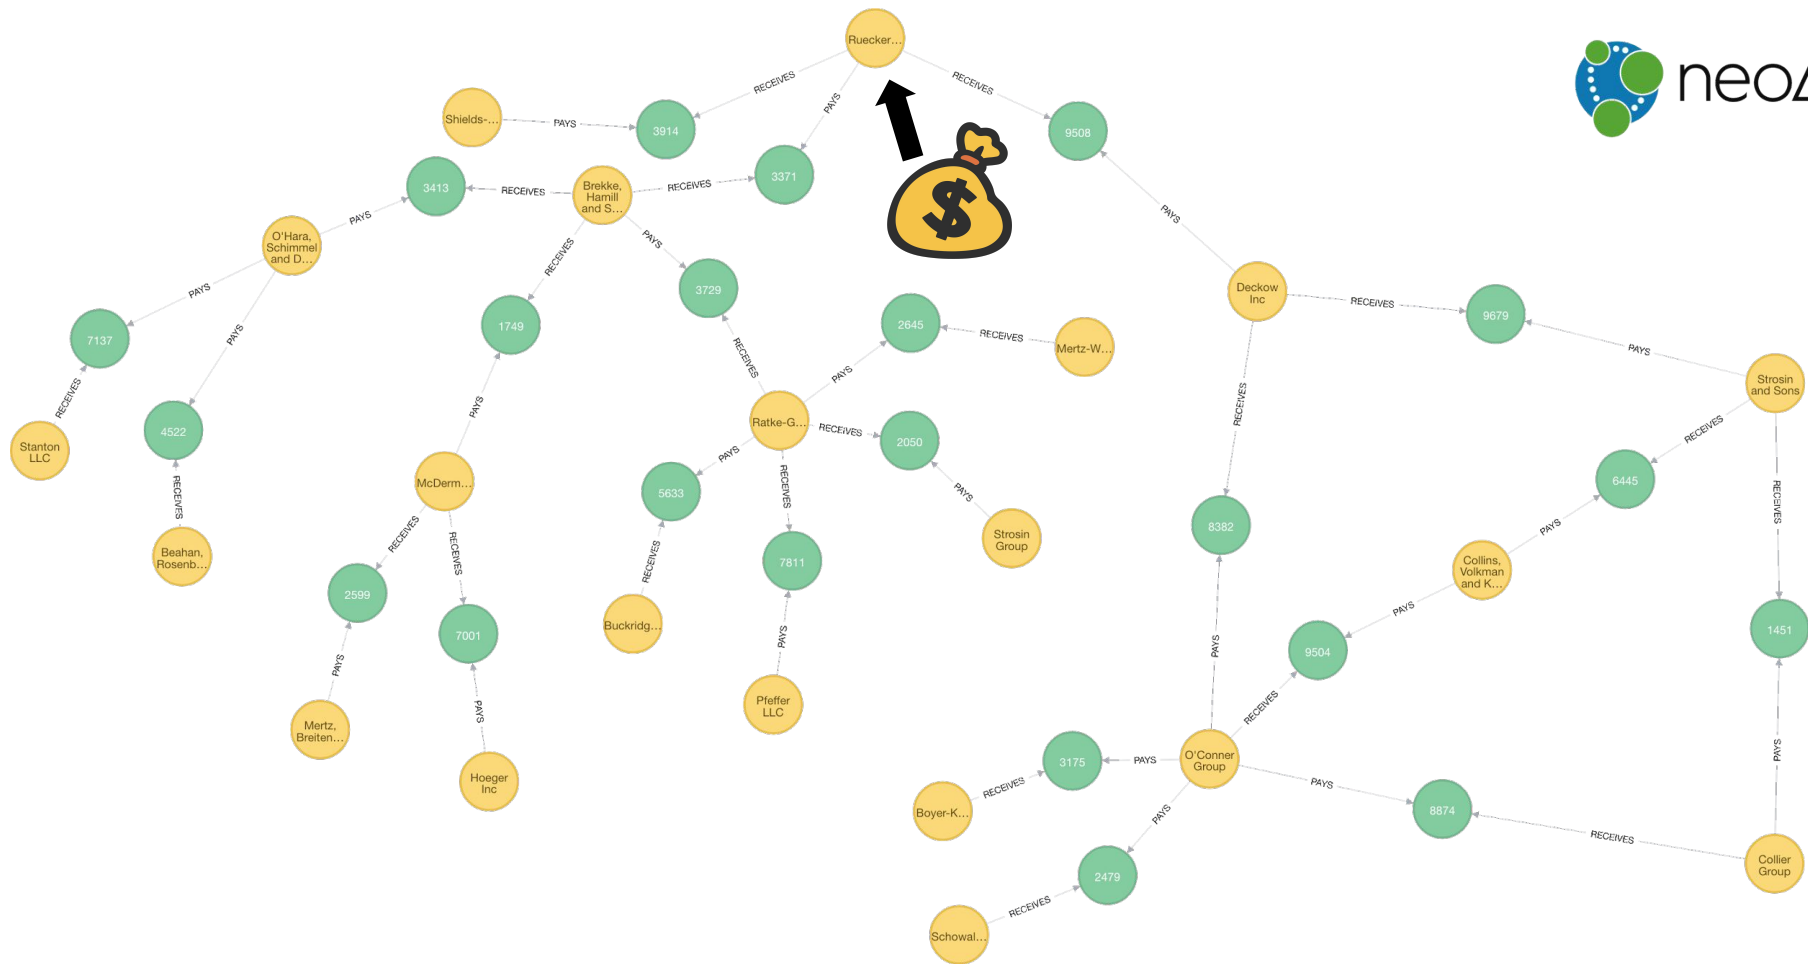 Ruecker...
RECEIVES
PAYS
RECEIVES
Shields-...
PAYS
3914
9508
3413
RECEIVES
Brekke,
Hamill
and S...
RECEIVES
3371
PAYS
O'Hara,
Schimmel
and D...
PAYS
RECEIVES
PAYS
PAYS
PAYS
7137
1749
3729
2645
RECEIVES
Mertz-W...
Deckow
Inc
RECEIVES
9679
PAYS
RECEIVES
RECEIVES
PAYS
PAYS
Strosin
and Sons
RECEIVES
RECEIVES
Stanton
LLC
4522
Ratke-G...
RECEIVES
2050
PAYS
RECEIVES
RECEIVES
McDerm...
PAYS
5633
RECEIVES
PAYS
Strosin
Group
8382
6445
PAYS
Collins,
Volkman
and K...
RECEIVES
Beahan,
Rosenb...
RECEIVES
RECEIVES
2599
7001
RECEIVES
Buckridg...
7811
PAYS
PAYS
PAYS
9504
1451
PAYS
Mertz,
Breiten...
PAYS
Hoeger
Inc
Pfeffer
LLC
RECEIVES
O'Conner
Group
PAYS
3175
RECEIVES
Boyer-K...
PAYS
PAYS
8874
RECEIVES
PAYS
Collier
Group
2479
RECEIVES
Schowal...
$
neo4